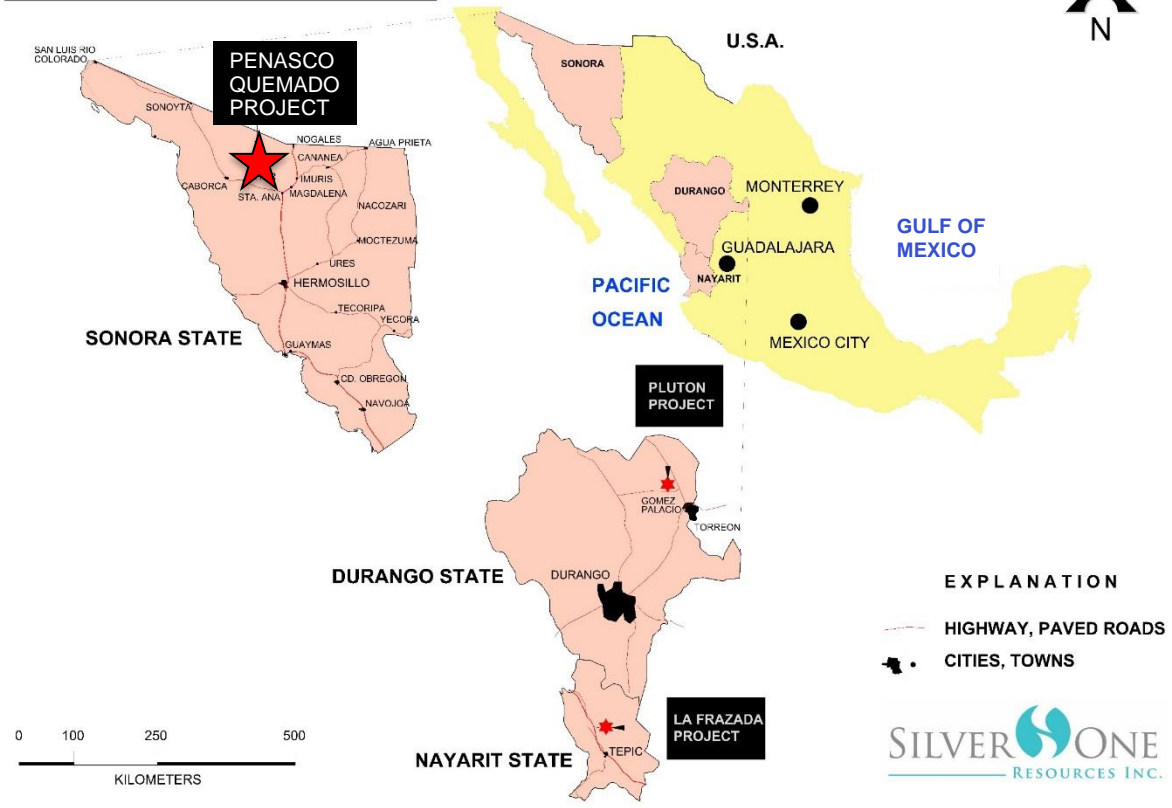 N
U.S.A.
SAN LUIS RIO
COLORADO
PENASCO
QUEMADO
PROJECT
SONORA
SONOYTA
NOGALES
AGUA PRIETA
CANANEA
CABORCA
IMURIS
STA. ANA
MAGDALENA
NACOZARI
MOCTEZUMA
URES
HERMOSILLO
TECORIPA
YECORA
SONORA STATE
GUAYMAS
CD. OBREGON
NAVOJOA
DURANGO
MONTERREY
GUADALAJARA
NAYARIT
GULF OF
MEXICO
PACIFIC
OCEAN
MEXICO CITY
PLUTON
PROJECT
GOMEZ
PALACIO
TORREON
DURANGO STATE
DURANGO
EXPLANATION
HIGHWAY, PAVED ROADS
CITIES, TOWNS
LA FRAZADA
PROJECT
NAYARIT STATE
TEPIC
0 100 250 500
KILOMETERS
SILVER ONE
RESOURCES INC.